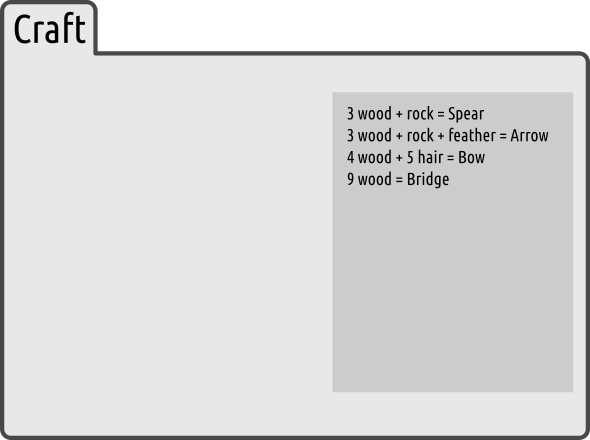 Craft
3 wood + rock = Spear
3 wood + rock + feather = Arrow
4 wood + 5 hair = Bow
9 wood = Bridge